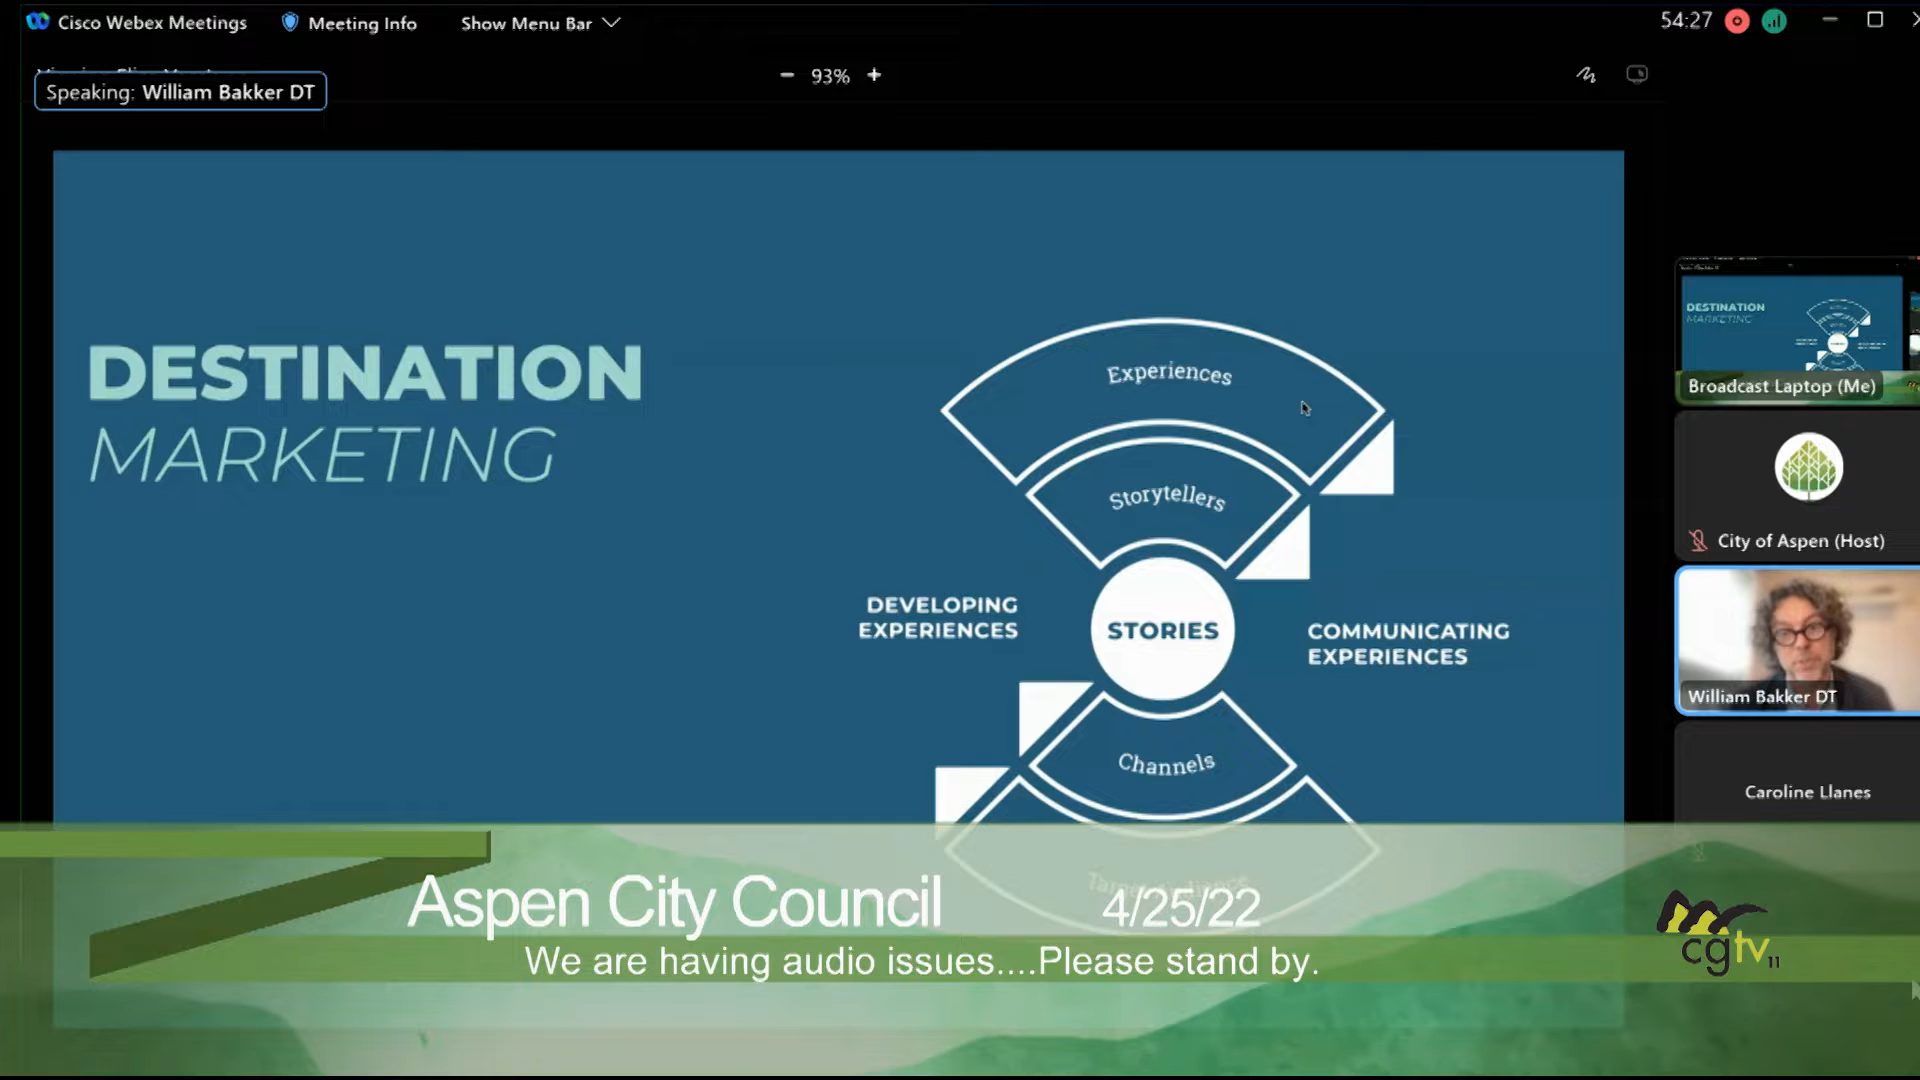 Cisco Webex Meetings
Meeting Info
Show Menu Bar
54:27
Speaking: William Bakker DT
93%
DESTINATION
MARKETING
Experiences
Storytellers
STORIES
DEVELOPING
EXPERIENCES
COMMUNICATING
EXPERIENCES
Channels
DESTINATION
MARKETING
Broadcast Laptop (Me)
City of Aspen (Host)
William Bakker DT
Caroline Llanes
Aspen City Council
4/25/22
We are having audio issues....Please stand by.
cgtv11